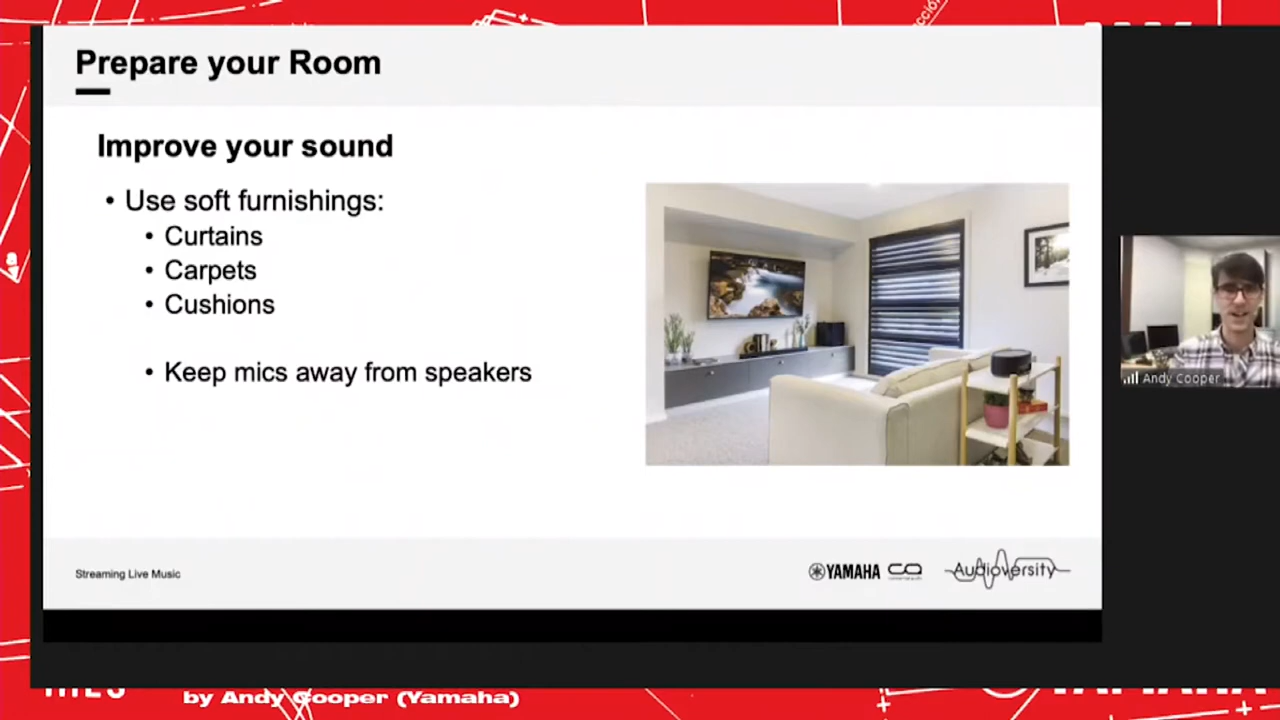 Prepare your Room
Improve your sound
• Use soft furnishings:
• Curtains
• Carpets
• Cushions
• Keep mics away from speakers
Andy Cooper
Streaming Live Music
YAMAHA
Audioversity
by Andy Cooper (Yamaha)
YAMAHA